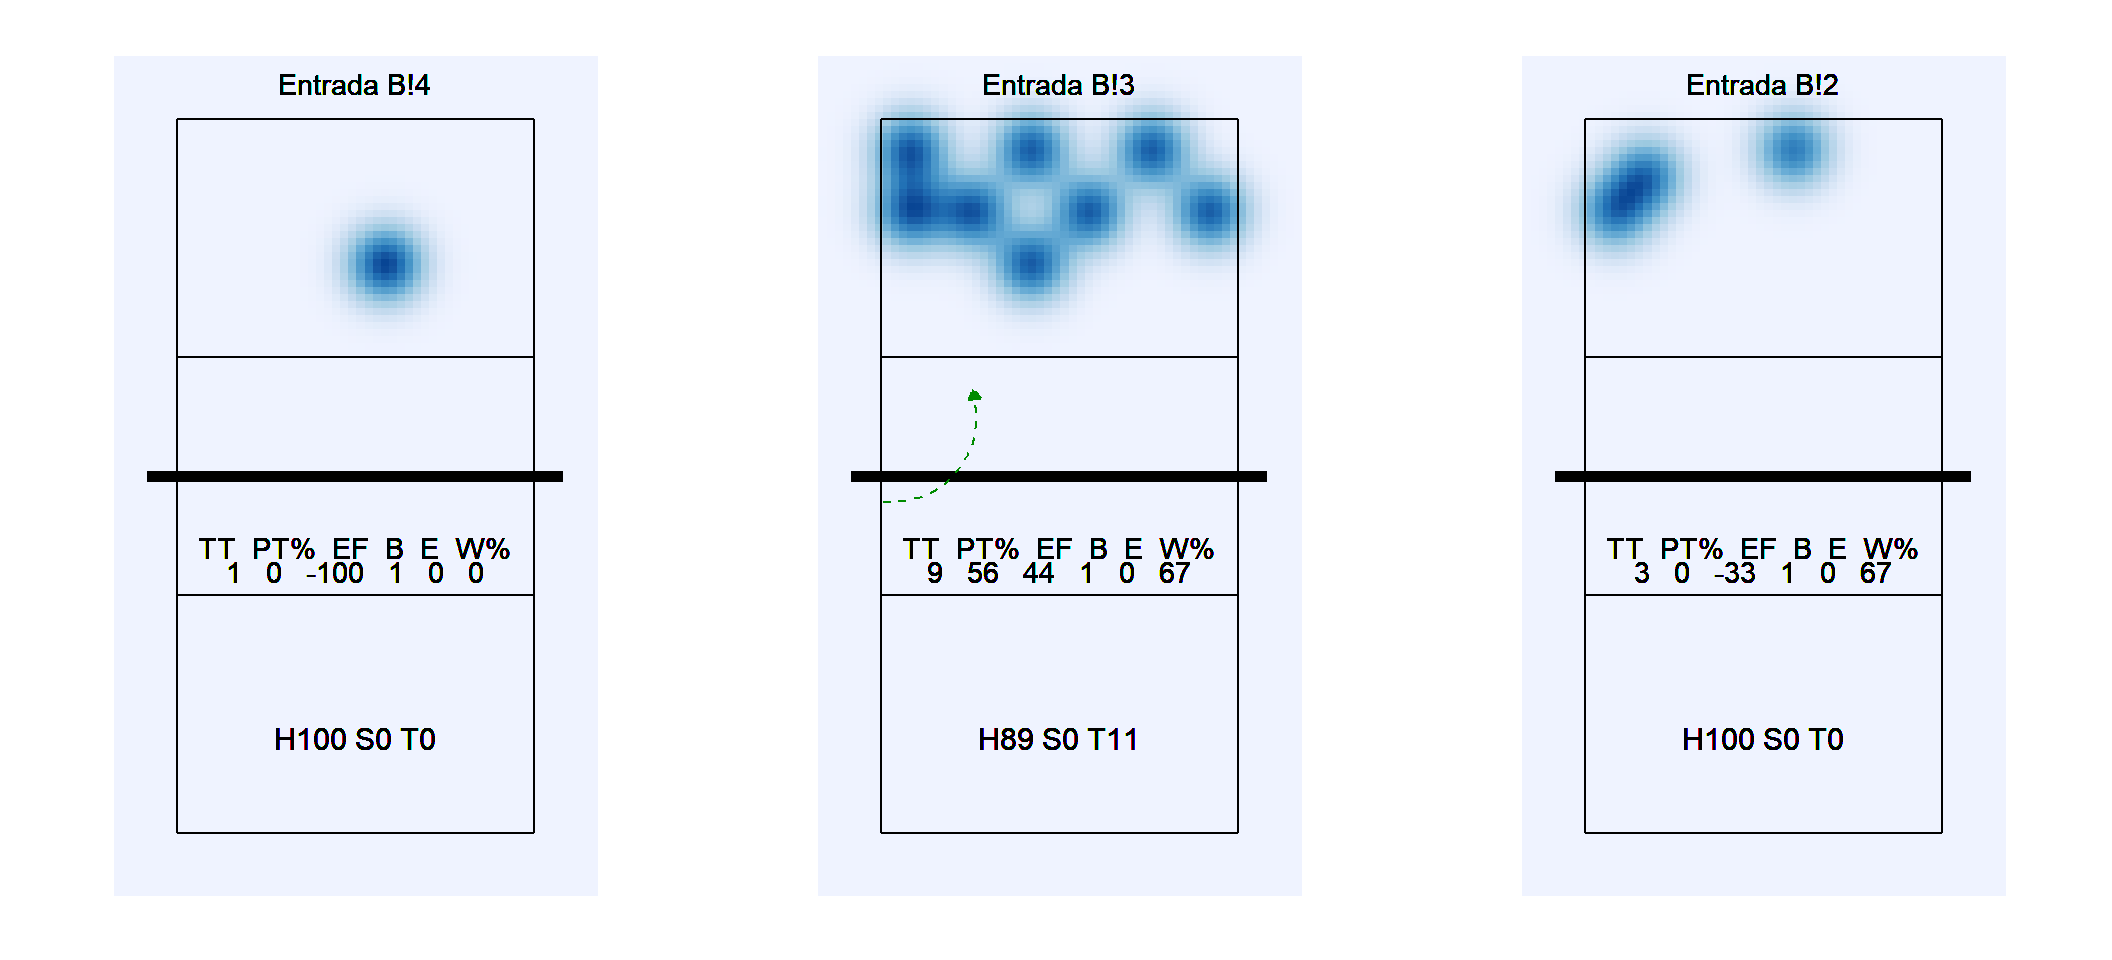 Entrada B!4
TT PT% EF B E W%
1 0 -100 1 0 0
H100 S0 T0
Entrada B!3
TT PT% EF B E W%
9 56 44 1 0 67
H89 S0 T11
Entrada B!2
TT PT% EF B E W%
3 0 -33 1 0 67
H100 S0 T0